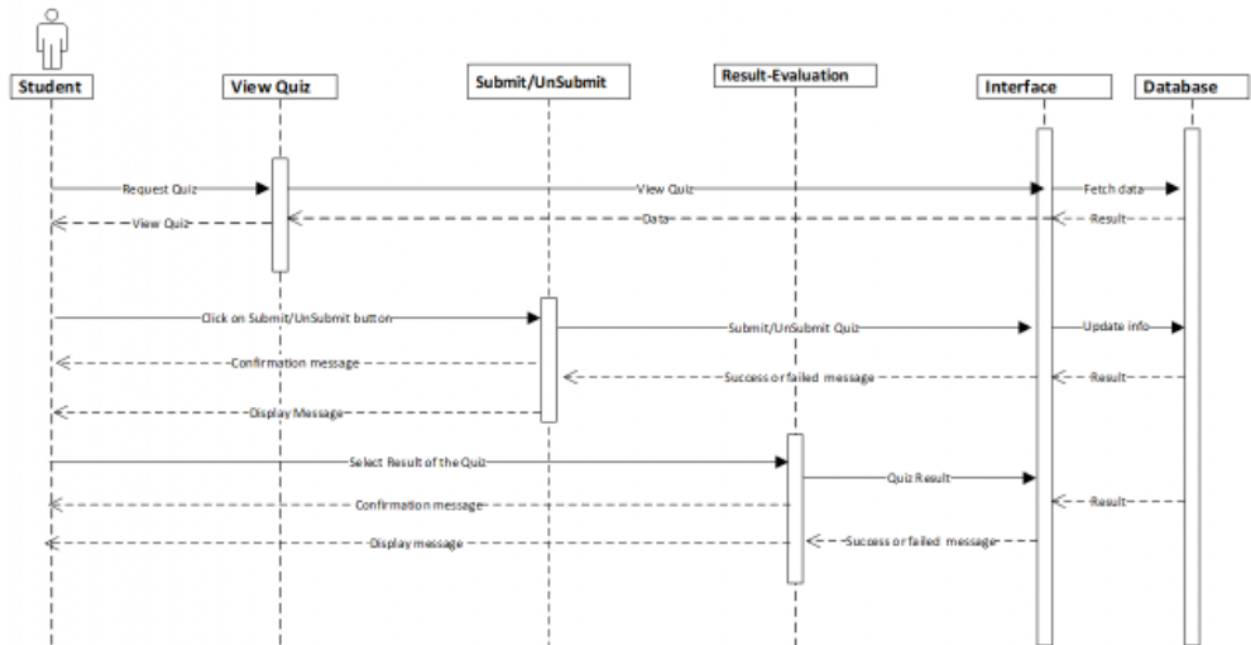 Student
View Quiz
Submit/UnSubmit
Result-Evaluation
Interface
Database
Request Quiz
View Quiz
Fetch data
View Quiz
Data
Result
Click on Submit/UnSubmit button
Submit/UnSubmit Quiz
Update info
Confirmation message
Success or failed message
Result
Display Message
Select Result of the Quiz
Quiz Result
Confirmation message
Result
Display message
Success or failed message